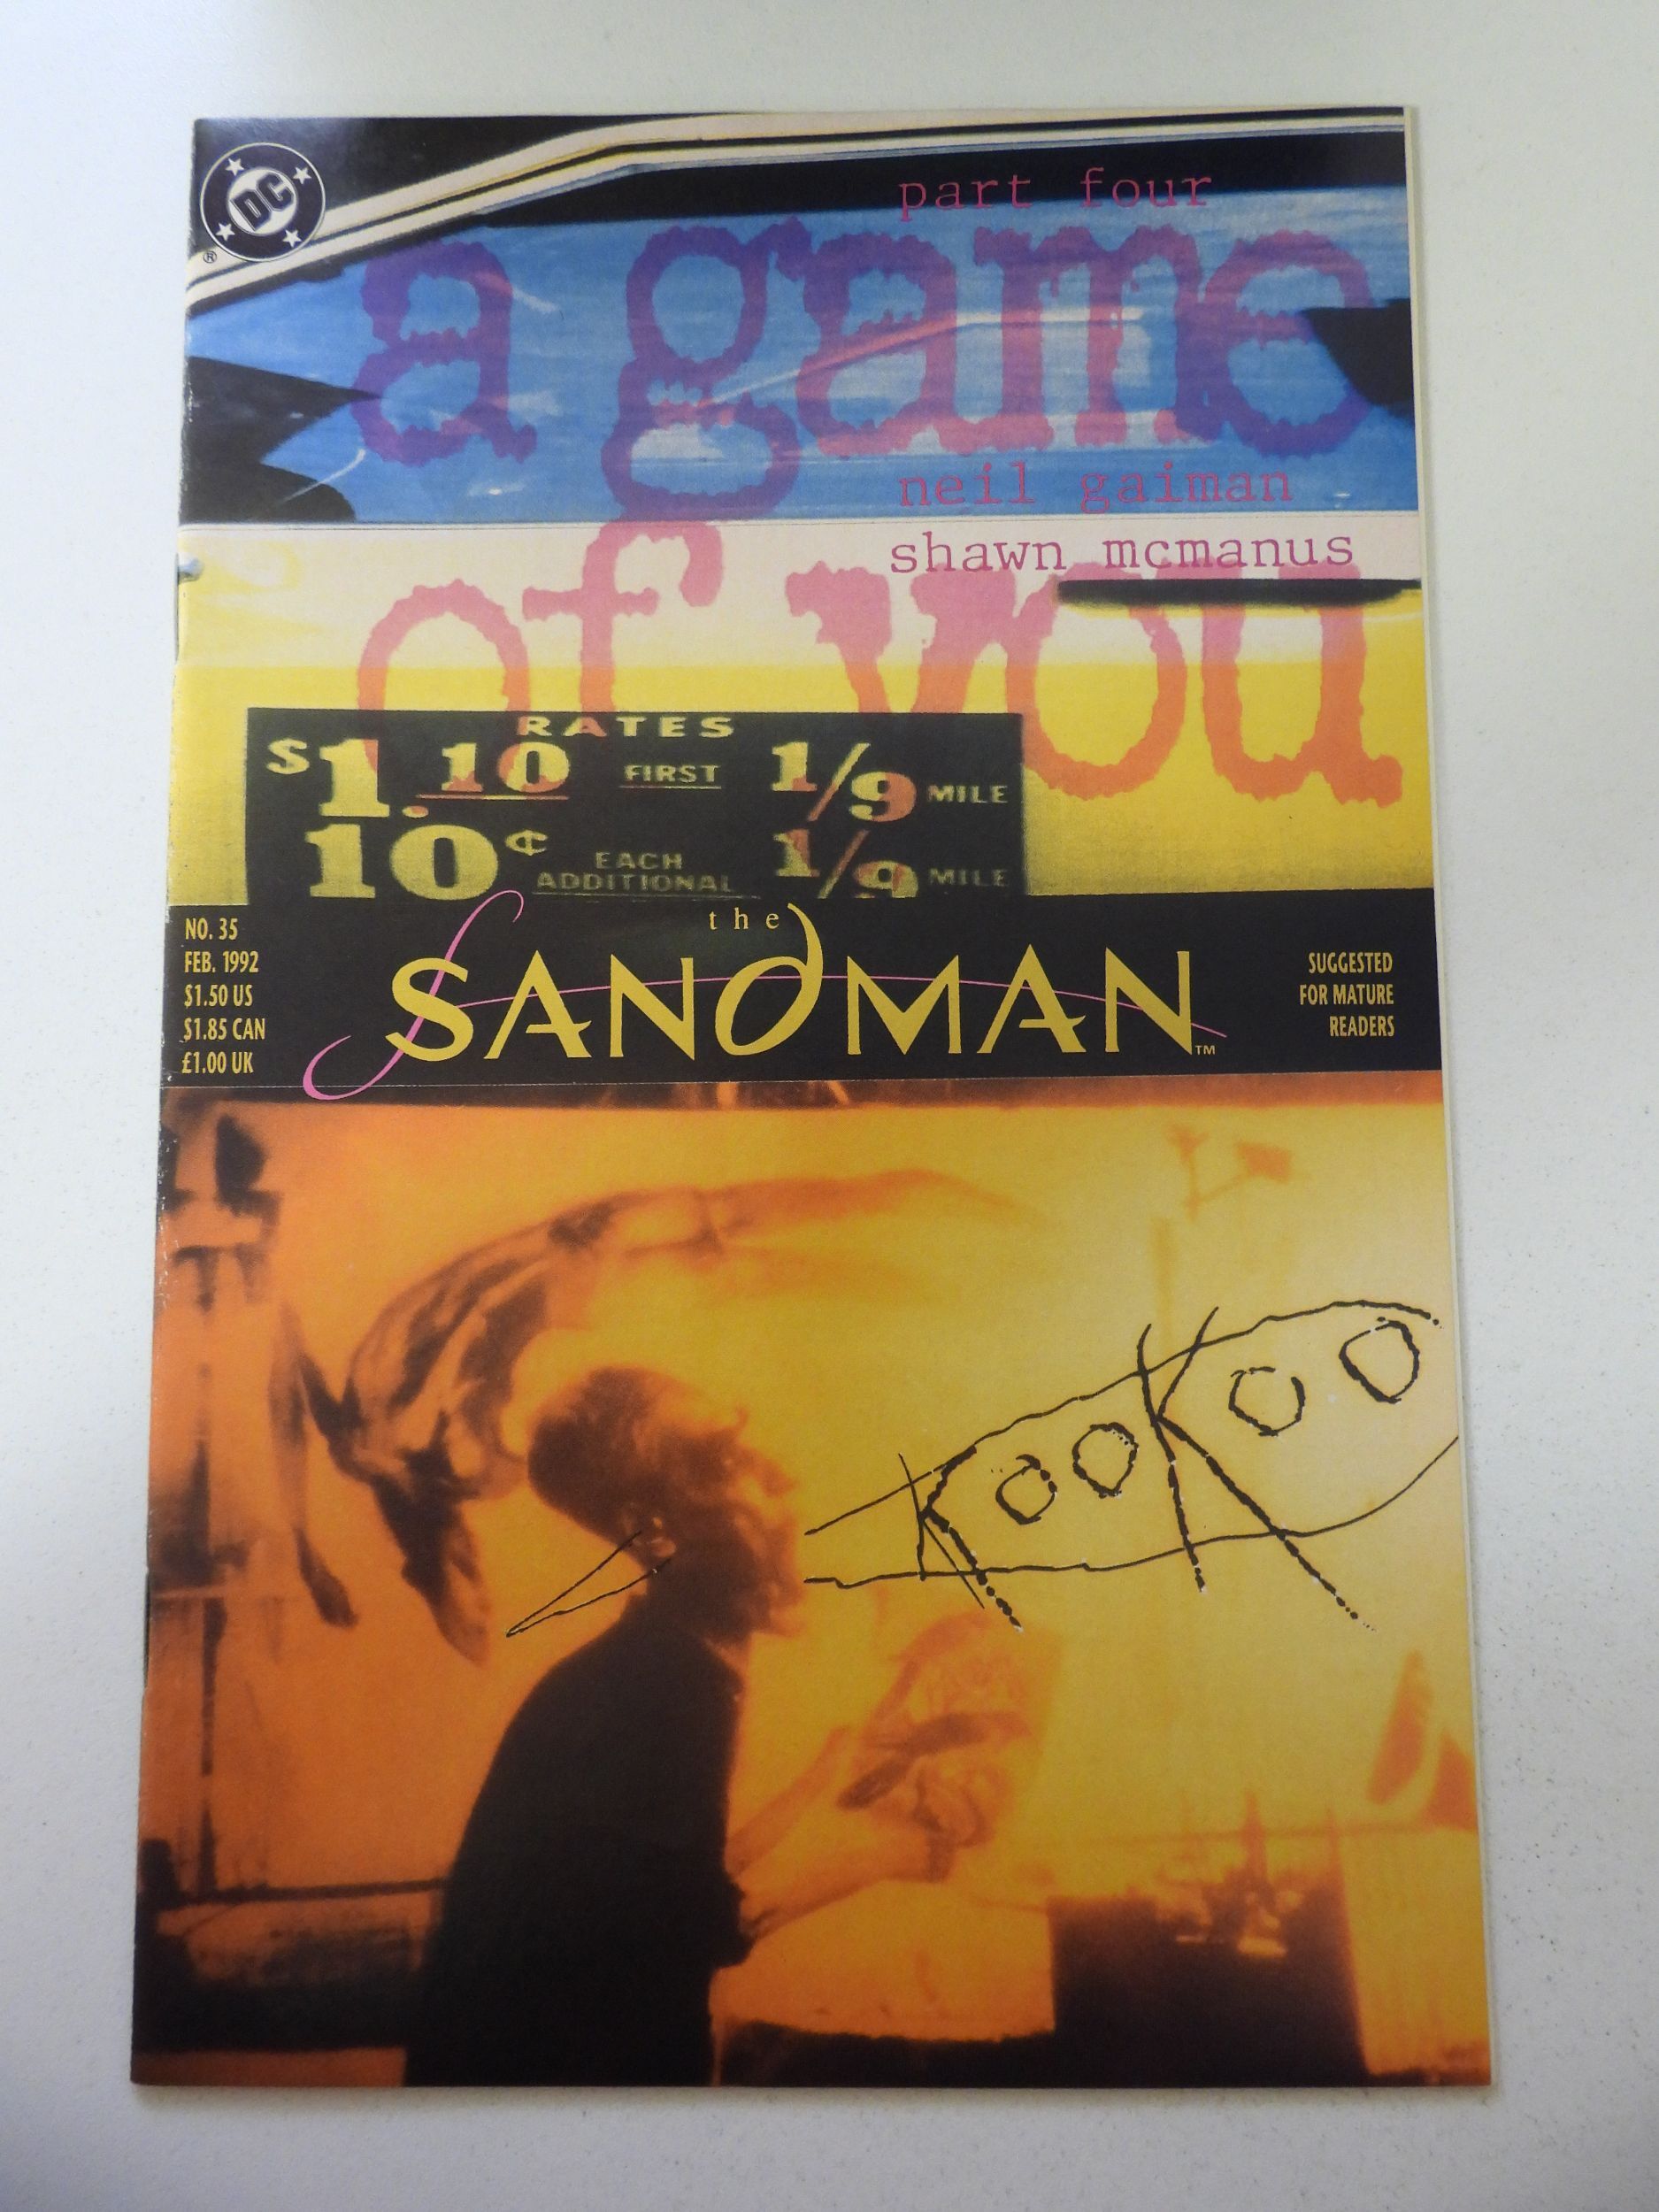 DC
®
part four
a game
neil gaiman
shawn mcmanus
of you
RATES
$1.10 FIRST 1/9 MILE
10¢ EACH ADDITIONAL 1/9 MILE
NO. 35
FEB. 1992
$1.50 US
$1.85 CAN
£1.00 UK
the
SANDMAN™
SUGGESTED
FOR MATURE
READERS
KOOKOO